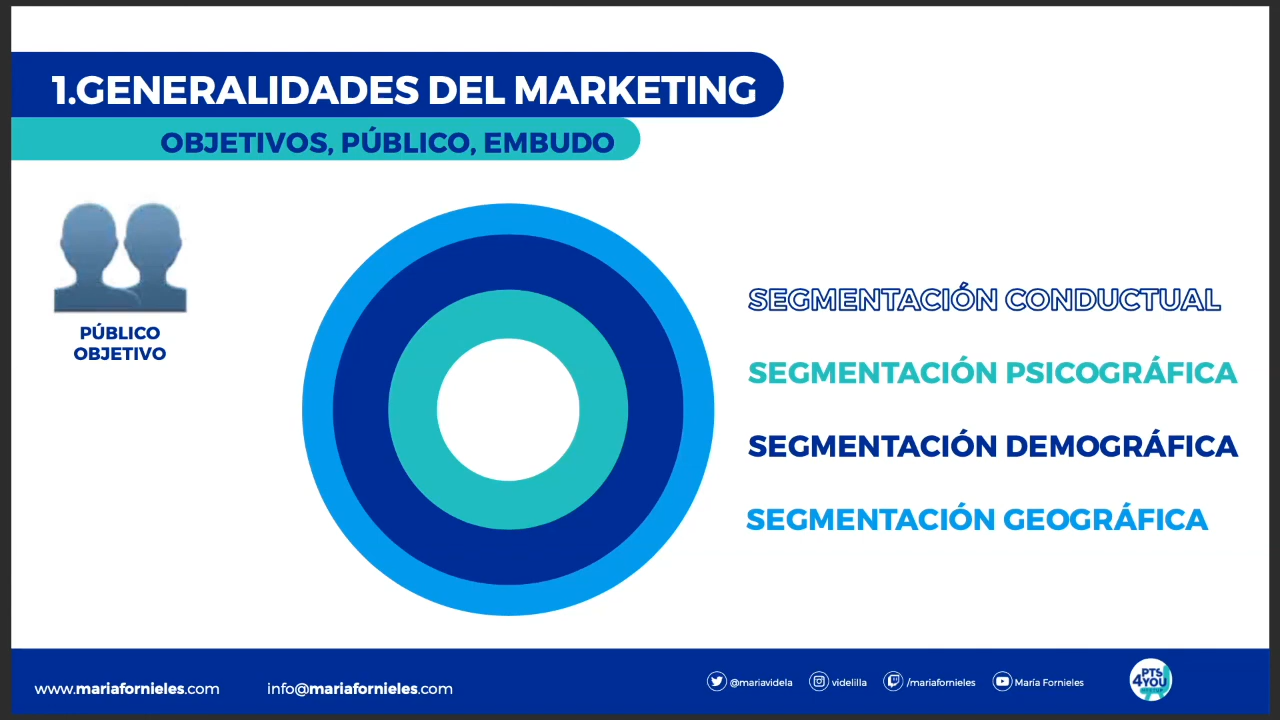 1.GENERALIDADES DEL MARKETING
OBJETIVOS, PÚBLICO, EMBUDO
PÚBLICO
OBJETIVO
SEGMENTACIÓN CONDUCTUAL
SEGMENTACIÓN PSICOGRÁFICA
SEGMENTACIÓN DEMOGRÁFICA
SEGMENTACIÓN GEOGRÁFICA
www.mariafornieles.com
info@mariafornieles.com
@mariavidela
videlilla
/mariafornieles
María Fornieles
PTS
4YOU